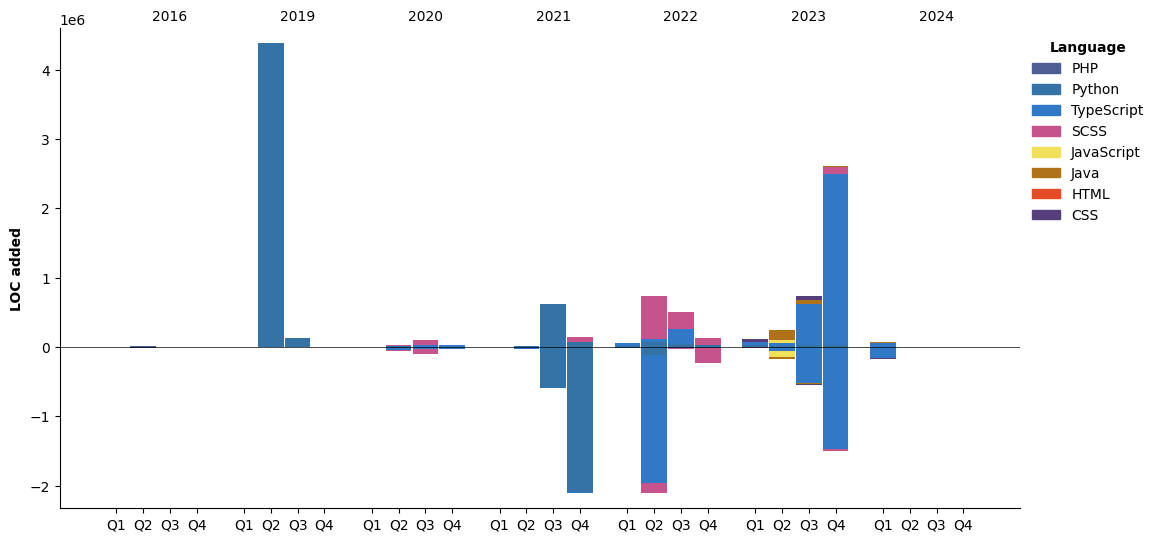 1e6
2016 2019 2020 2021 2022 2023 2024
Language
PHP
Python
TypeScript
SCSS
JavaScript
Java
HTML
CSS
LOC added
4
3
2
1
0
−1
−2
Q1 Q2 Q3 Q4 Q1 Q2 Q3 Q4 Q1 Q2 Q3 Q4 Q1 Q2 Q3 Q4 Q1 Q2 Q3 Q4 Q1 Q2 Q3 Q4 Q1 Q2 Q3 Q4